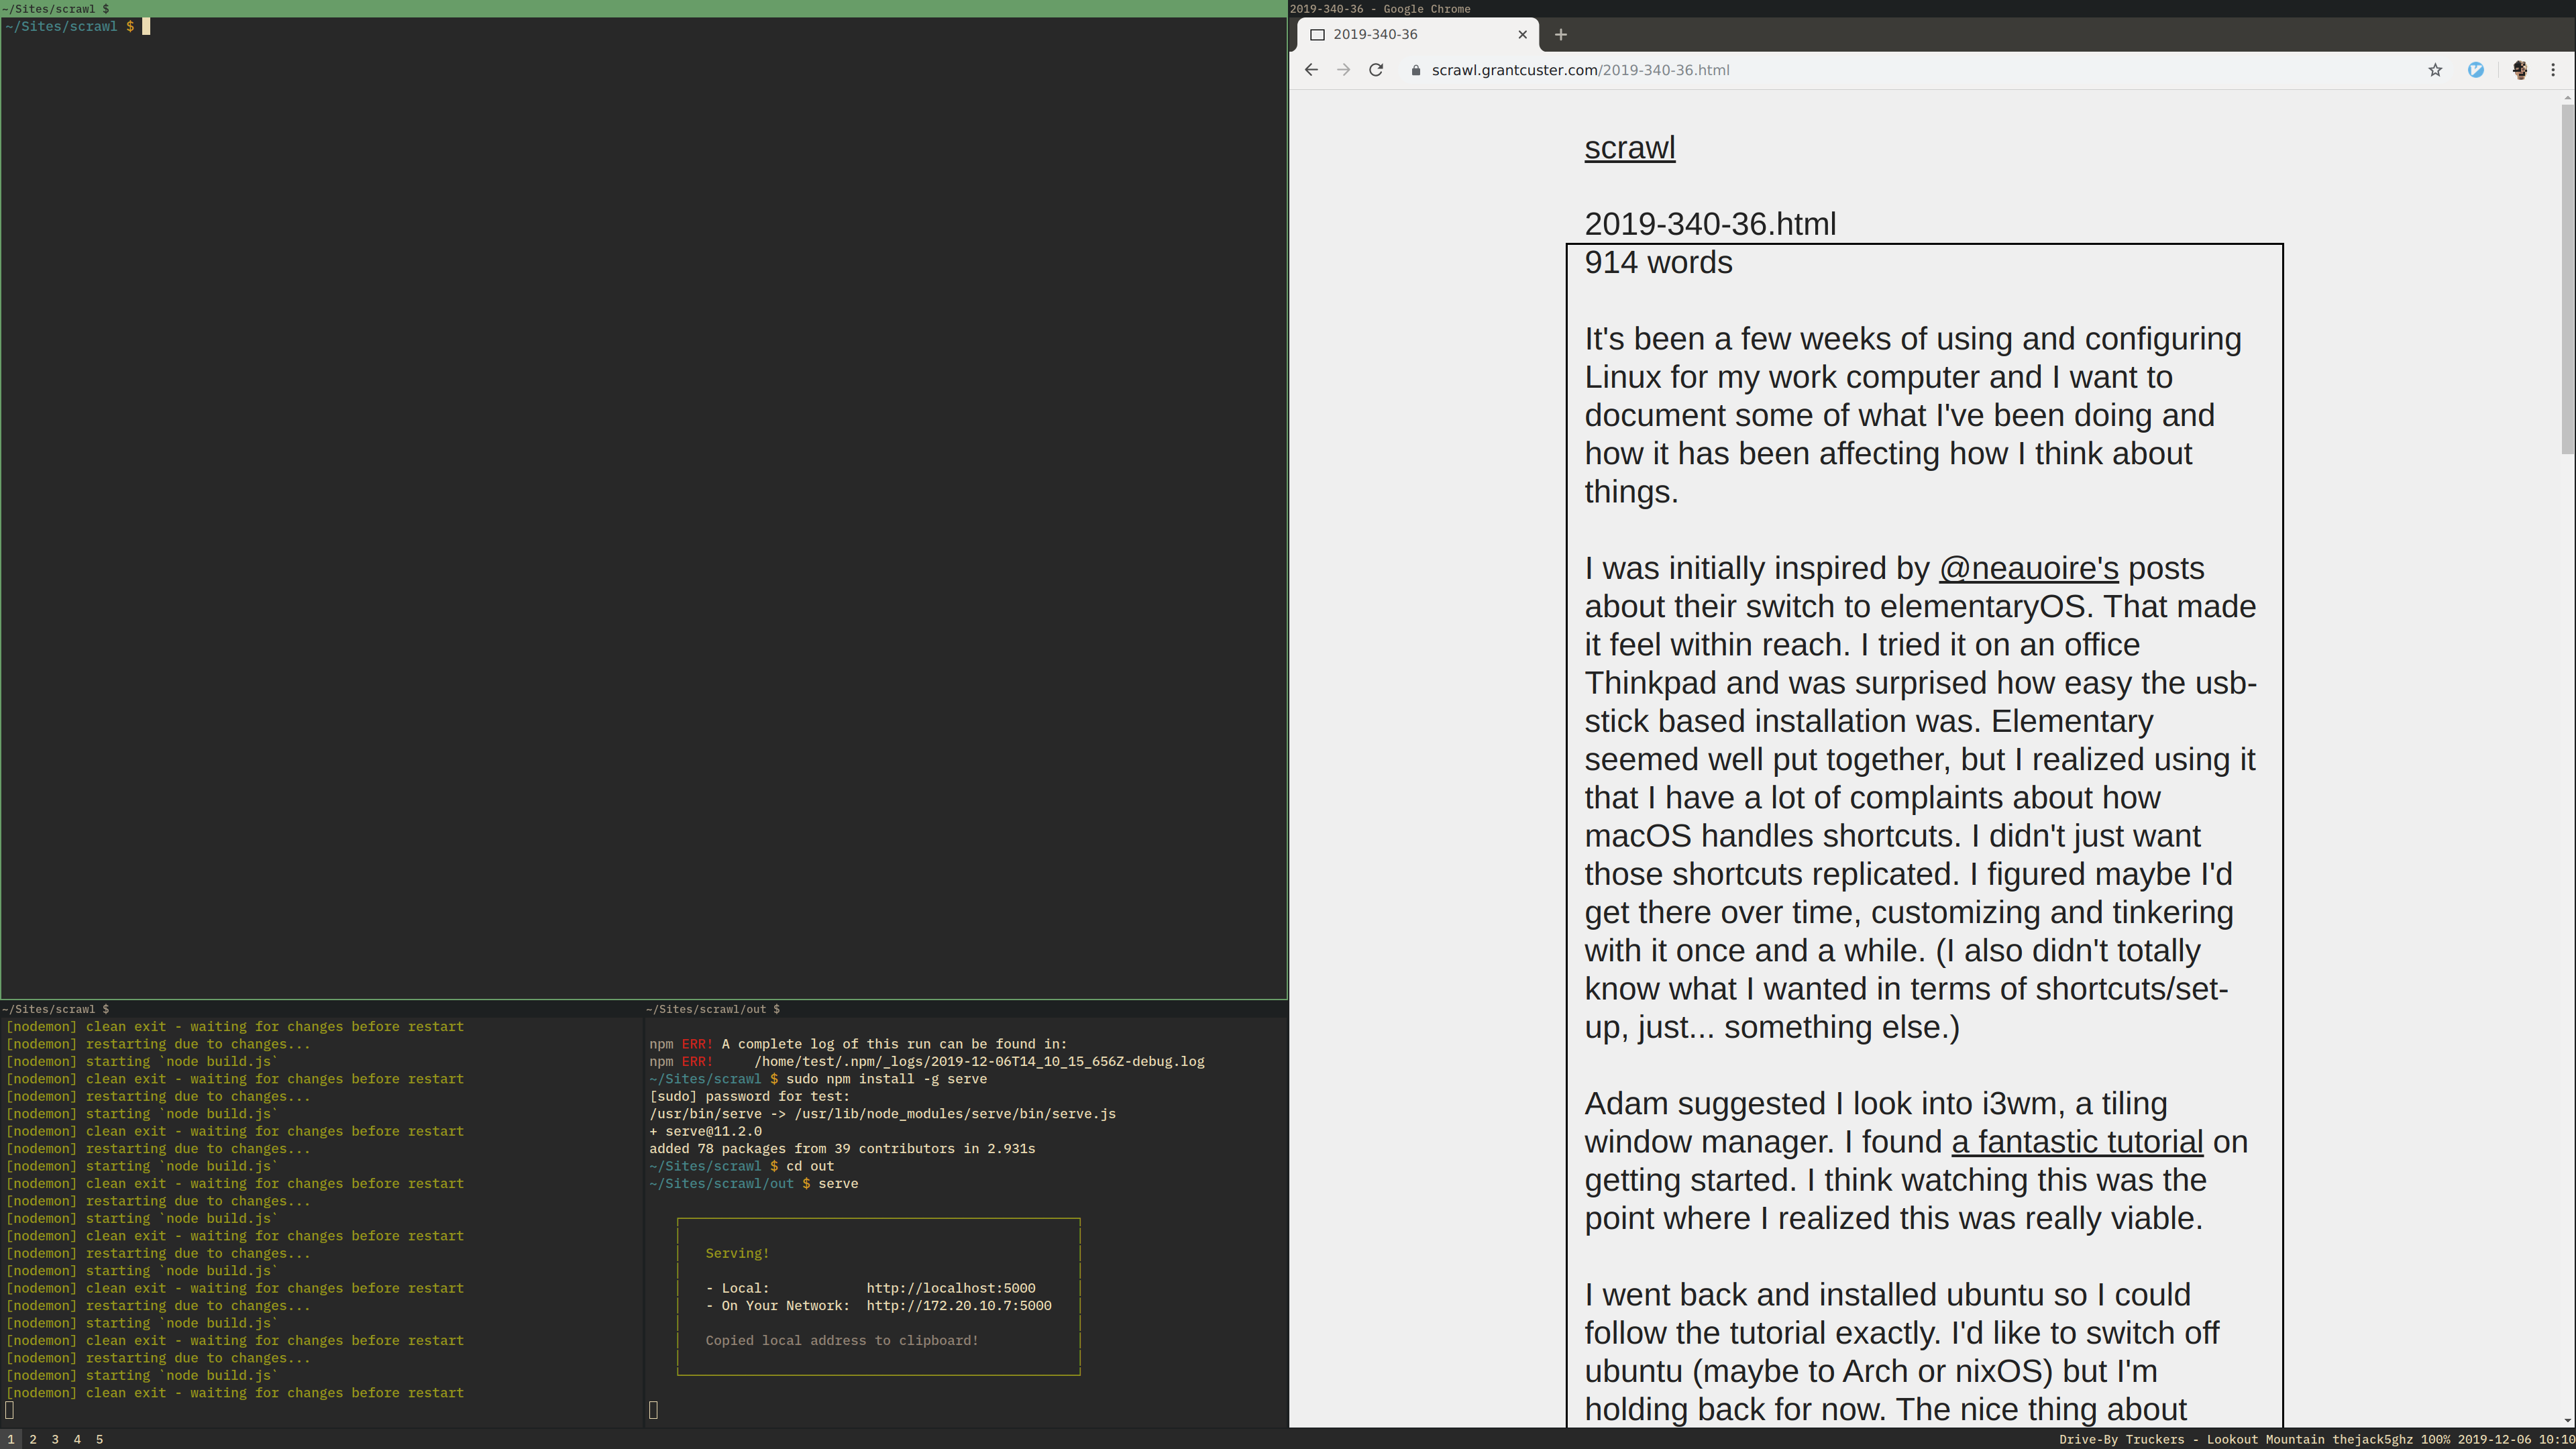 ~/Sites/scrawl $
~/Sites/scrawl $
~/Sites/scrawl $
[nodemon] clean exit - waiting for changes before restart
[nodemon] restarting due to changes...
[nodemon] starting `node build.js`
[nodemon] clean exit - waiting for changes before restart
[nodemon] restarting due to changes...
[nodemon] starting `node build.js`
[nodemon] clean exit - waiting for changes before restart
[nodemon] restarting due to changes...
[nodemon] starting `node build.js`
[nodemon] clean exit - waiting for changes before restart
[nodemon] restarting due to changes...
[nodemon] starting `node build.js`
[nodemon] clean exit - waiting for changes before restart
[nodemon] restarting due to changes...
[nodemon] starting `node build.js`
[nodemon] clean exit - waiting for changes before restart
[nodemon] restarting due to changes...
[nodemon] starting `node build.js`
[nodemon] clean exit - waiting for changes before restart
[nodemon] restarting due to changes...
[nodemon] starting `node build.js`
[nodemon] clean exit - waiting for changes before restart
~/Sites/scrawl/out $
npm ERR! A complete log of this run can be found in:
npm ERR!     /home/test/.npm/_logs/2019-12-06T14_10_15_656Z-debug.log
~/Sites/scrawl $ sudo npm install -g serve
[sudo] password for test:
/usr/bin/serve -> /usr/lib/node_modules/serve/bin/serve.js
+ serve@11.2.0
added 78 packages from 39 contributors in 2.931s
~/Sites/scrawl $ cd out
~/Sites/scrawl/out $ serve
Serving!
- Local:            http://localhost:5000
- On Your Network:  http://172.20.10.7:5000
Copied local address to clipboard!
2019-340-36 - Google Chrome
2019-340-36
scrawl.grantcuster.com/2019-340-36.html
scrawl
2019-340-36.html
914 words
It's been a few weeks of using and configuring
Linux for my work computer and I want to
document some of what I've been doing and
how it has been affecting how I think about
things.
I was initially inspired by @neauoire's posts
about their switch to elementaryOS. That made
it feel within reach. I tried it on an office
Thinkpad and was surprised how easy the usb-
stick based installation was. Elementary
seemed well put together, but I realized using it
that I have a lot of complaints about how
macOS handles shortcuts. I didn't just want
those shortcuts replicated. I figured maybe I'd
get there over time, customizing and tinkering
with it once and a while. (I also didn't totally
know what I wanted in terms of shortcuts/set-
up, just... something else.)
Adam suggested I look into i3wm, a tiling
window manager. I found a fantastic tutorial on
getting started. I think watching this was the
point where I realized this was really viable.
I went back and installed ubuntu so I could
follow the tutorial exactly. I'd like to switch off
ubuntu (maybe to Arch or nixOS) but I'm
holding back for now. The nice thing about
1 2 3 4 5
Drive-By Truckers - Lookout Mountain thejack5ghz 100% 2019-12-06 10:10